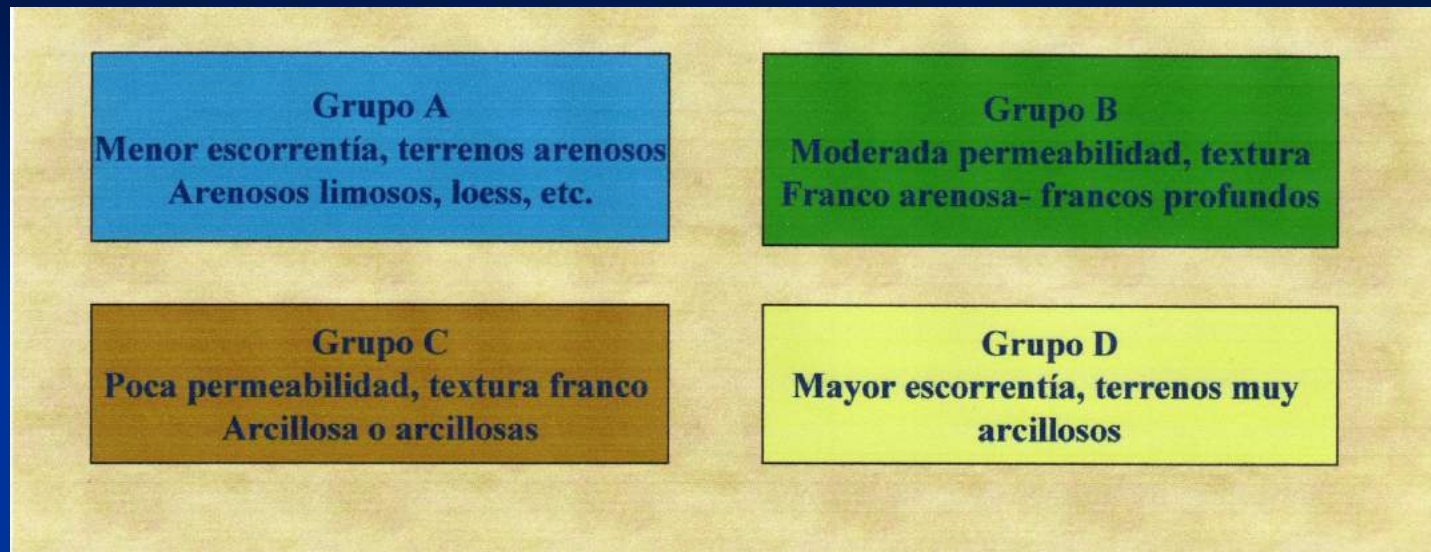 Grupo A
Menor escorrentía, terrenos arenosos
Arenosos limosos, loess, etc.
Grupo B
Moderada permeabilidad, textura
Franco arenosa- francos profundos
Grupo C
Poca permeabilidad, textura franco
Arcillosa o arcillosas
Grupo D
Mayor escorrentía, terrenos muy
arcillosos